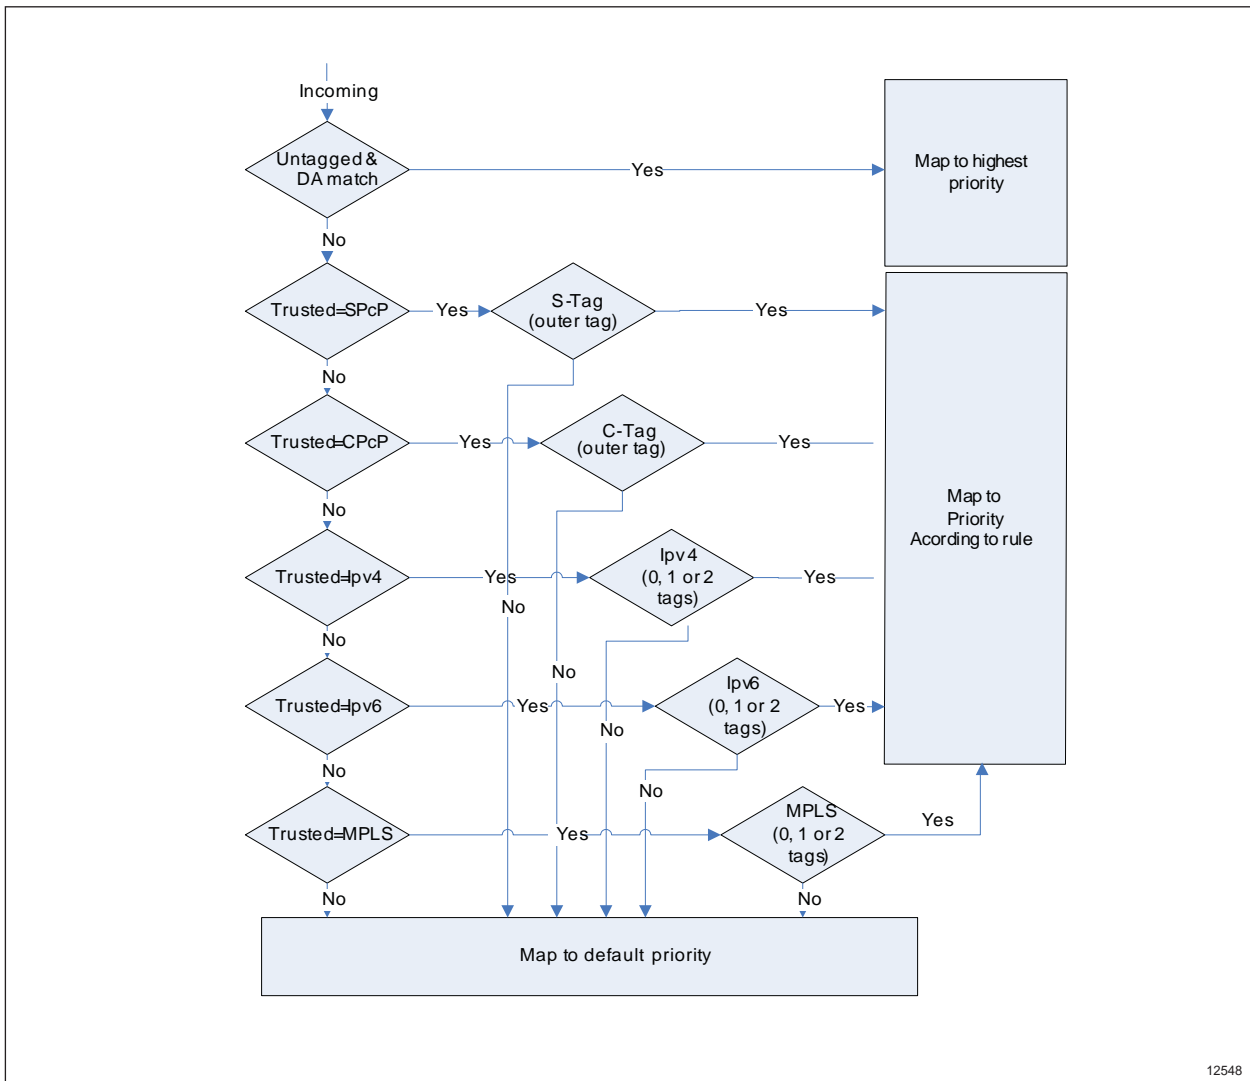 Incoming
Untagged &
DA match
Yes
Map to highest
priority
No
Trusted=SPcP
Yes
S-Tag
(outer tag)
Yes
No
Trusted=CPcP
Yes
C-Tag
(outer tag)
Yes
No
Map to
Priority
Acording to rule
Trusted=Ipv4
Yes
Ipv4
(0, 1 or 2
tags)
Yes
No
No
No
Trusted=Ipv6
Yes
Ipv6
(0, 1 or 2
tags)
Yes
No
No
No
Trusted=MPLS
Yes
MPLS
(0, 1 or 2
tags)
Yes
No
No
Map to default priority
12548